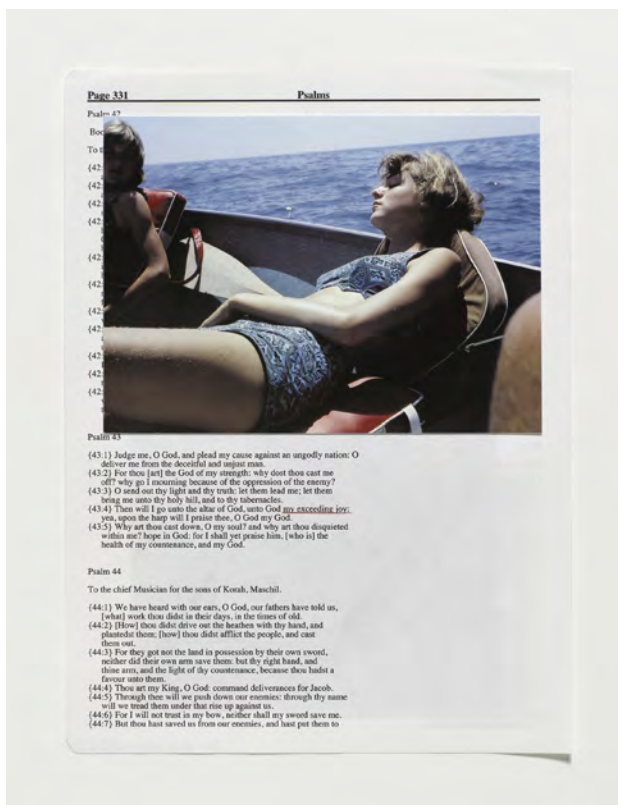 Page 331 Psalms
Psalm 42
Boo
To t
{42:
{42:
{42:
{42:
{42:
{42:
{42:
{42:
{42:
{42:
{42:
Psalm 43
{43:1} Judge me, O God, and plead my cause against an ungodly nation: O
deliver me from the deceitful and unjust man.
{43:2} For thou [art] the God of my strength: why dost thou cast me
off? why go I mourning because of the oppression of the enemy?
{43:3} O send out thy light and thy truth: let them lead me; let them
bring me unto thy holy hill, and to thy tabernacles.
{43:4} Then will I go unto the altar of God, unto God my exceeding joy:
yea, upon the harp will I praise thee, O God my God.
{43:5} Why art thou cast down, O my soul? and why art thou disquieted
within me? hope in God: for I shall yet praise him, [who is] the
health of my countenance, and my God.
Psalm 44
To the chief Musician for the sons of Korah, Maschil.
{44:1} We have heard with our ears, O God, our fathers have told us,
[what] work thou didst in their days, in the times of old.
{44:2} [How] thou didst drive out the heathen with thy hand, and
plantedst them; [how] thou didst afflict the people, and cast
them out.
{44:3} For they got not the land in possession by their own sword,
neither did their own arm save them: but thy right hand, and
thine arm, and the light of thy countenance, because thou hadst a
favour unto them.
{44:4} Thou art my King, O God: command deliverances for Jacob.
{44:5} Through thee will we push down our enemies: through thy name
will we tread them under that rise up against us.
{44:6} For I will not trust in my bow, neither shall my sword save me.
{44:7} But thou hast saved us from our enemies, and hast put them to